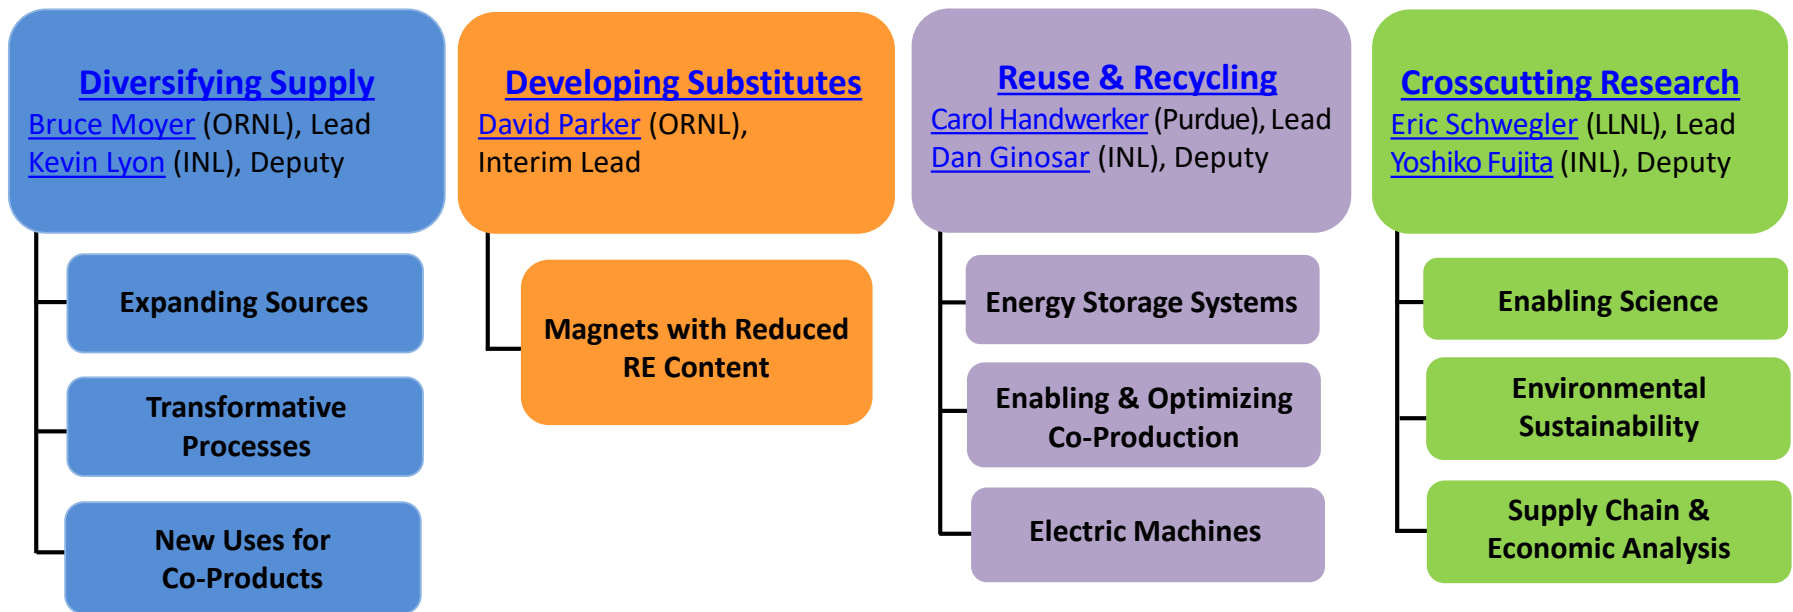 Diversifying Supply
Bruce Moyer (ORNL), Lead
Kevin Lyon (INL), Deputy
Expanding Sources
Transformative
Processes
New Uses for
Co-Products
Developing Substitutes
David Parker (ORNL),
Interim Lead
Magnets with Reduced
RE Content
Reuse & Recycling
Carol Handwerker (Purdue), Lead
Dan Ginosar (INL), Deputy
Energy Storage Systems
Enabling & Optimizing
Co-Production
Electric Machines
Crosscutting Research
Eric Schwegler (LLNL), Lead
Yoshiko Fujita (INL), Deputy
Enabling Science
Environmental
Sustainability
Supply Chain &
Economic Analysis